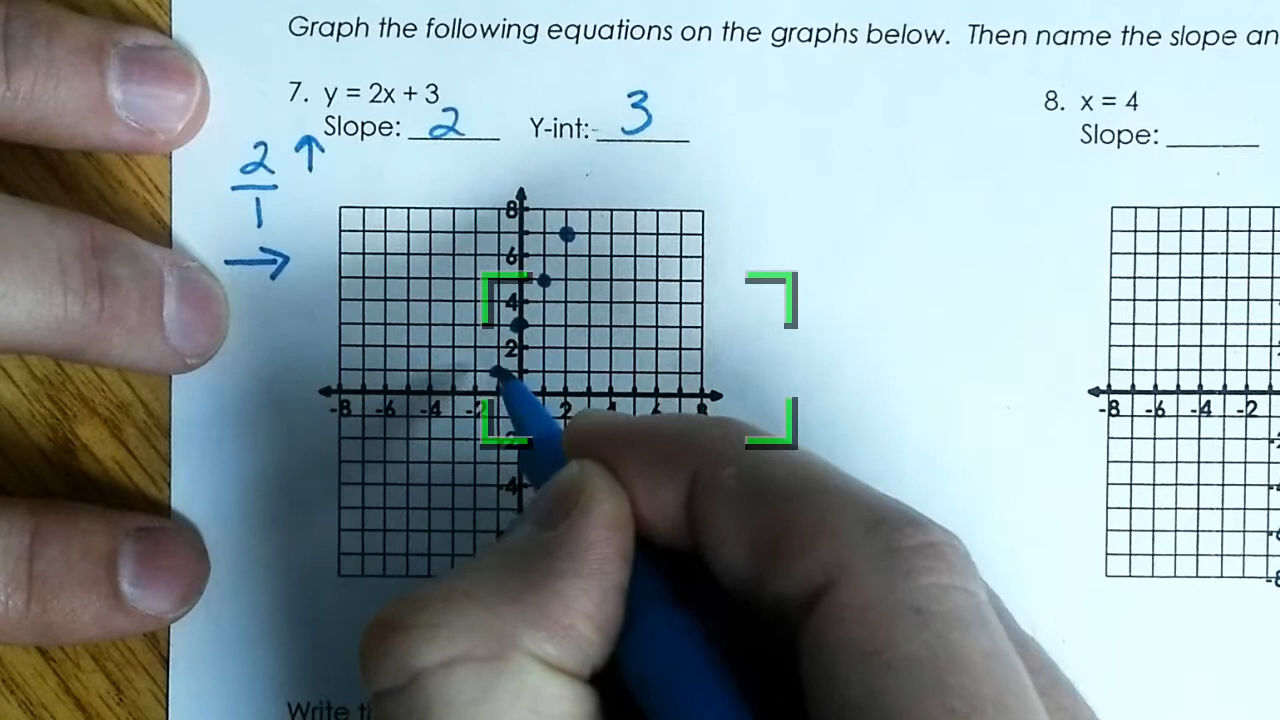 Graph the following equations on the graphs below. Then name the slope an
7. y = 2x + 3
Slope: 2 Y-int: 3
2
1
8. x = 4
Slope:
8
6
4
2
-8 -6 -4 -2 2 4 6 8
-2
-4
-8 -6 -4 -2
Write